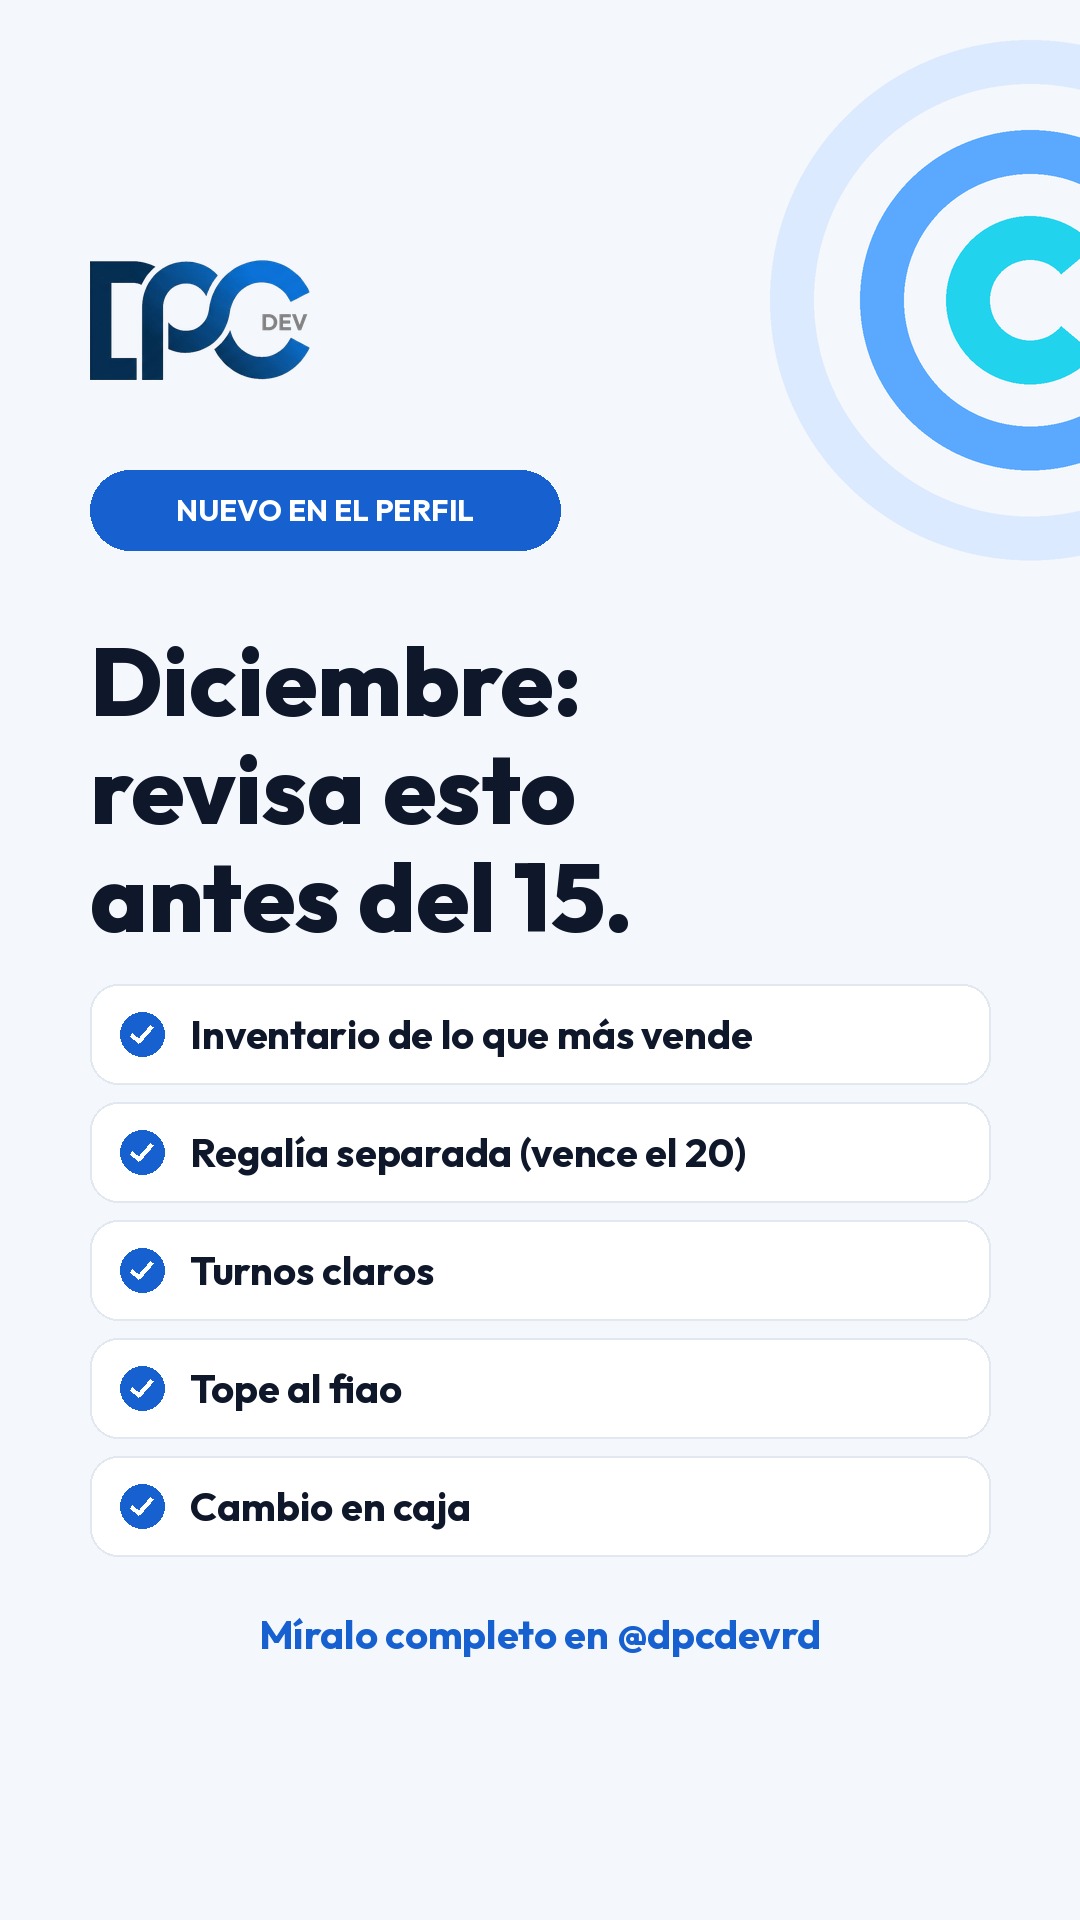 DPC
DEV
NUEVO EN EL PERFIL
Diciembre:
revisa esto
antes del 15.
Inventario de lo que más vende
Regalía separada (vence el 20)
Turnos claros
Tope al fiao
Cambio en caja
Míralo completo en @dpcdevrd